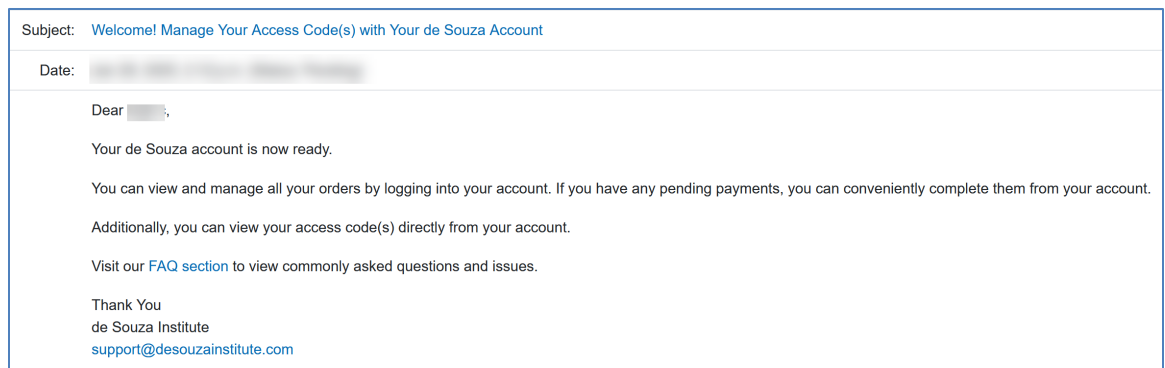 Subject: Welcome! Manage Your Access Code(s) with Your de Souza Account
Date:
Dear ,
Your de Souza account is now ready.
You can view and manage all your orders by logging into your account. If you have any pending payments, you can conveniently complete them from your account.
Additionally, you can view your access code(s) directly from your account.
Visit our FAQ section to view commonly asked questions and issues.
Thank You
de Souza Institute
support@desouzainstitute.com